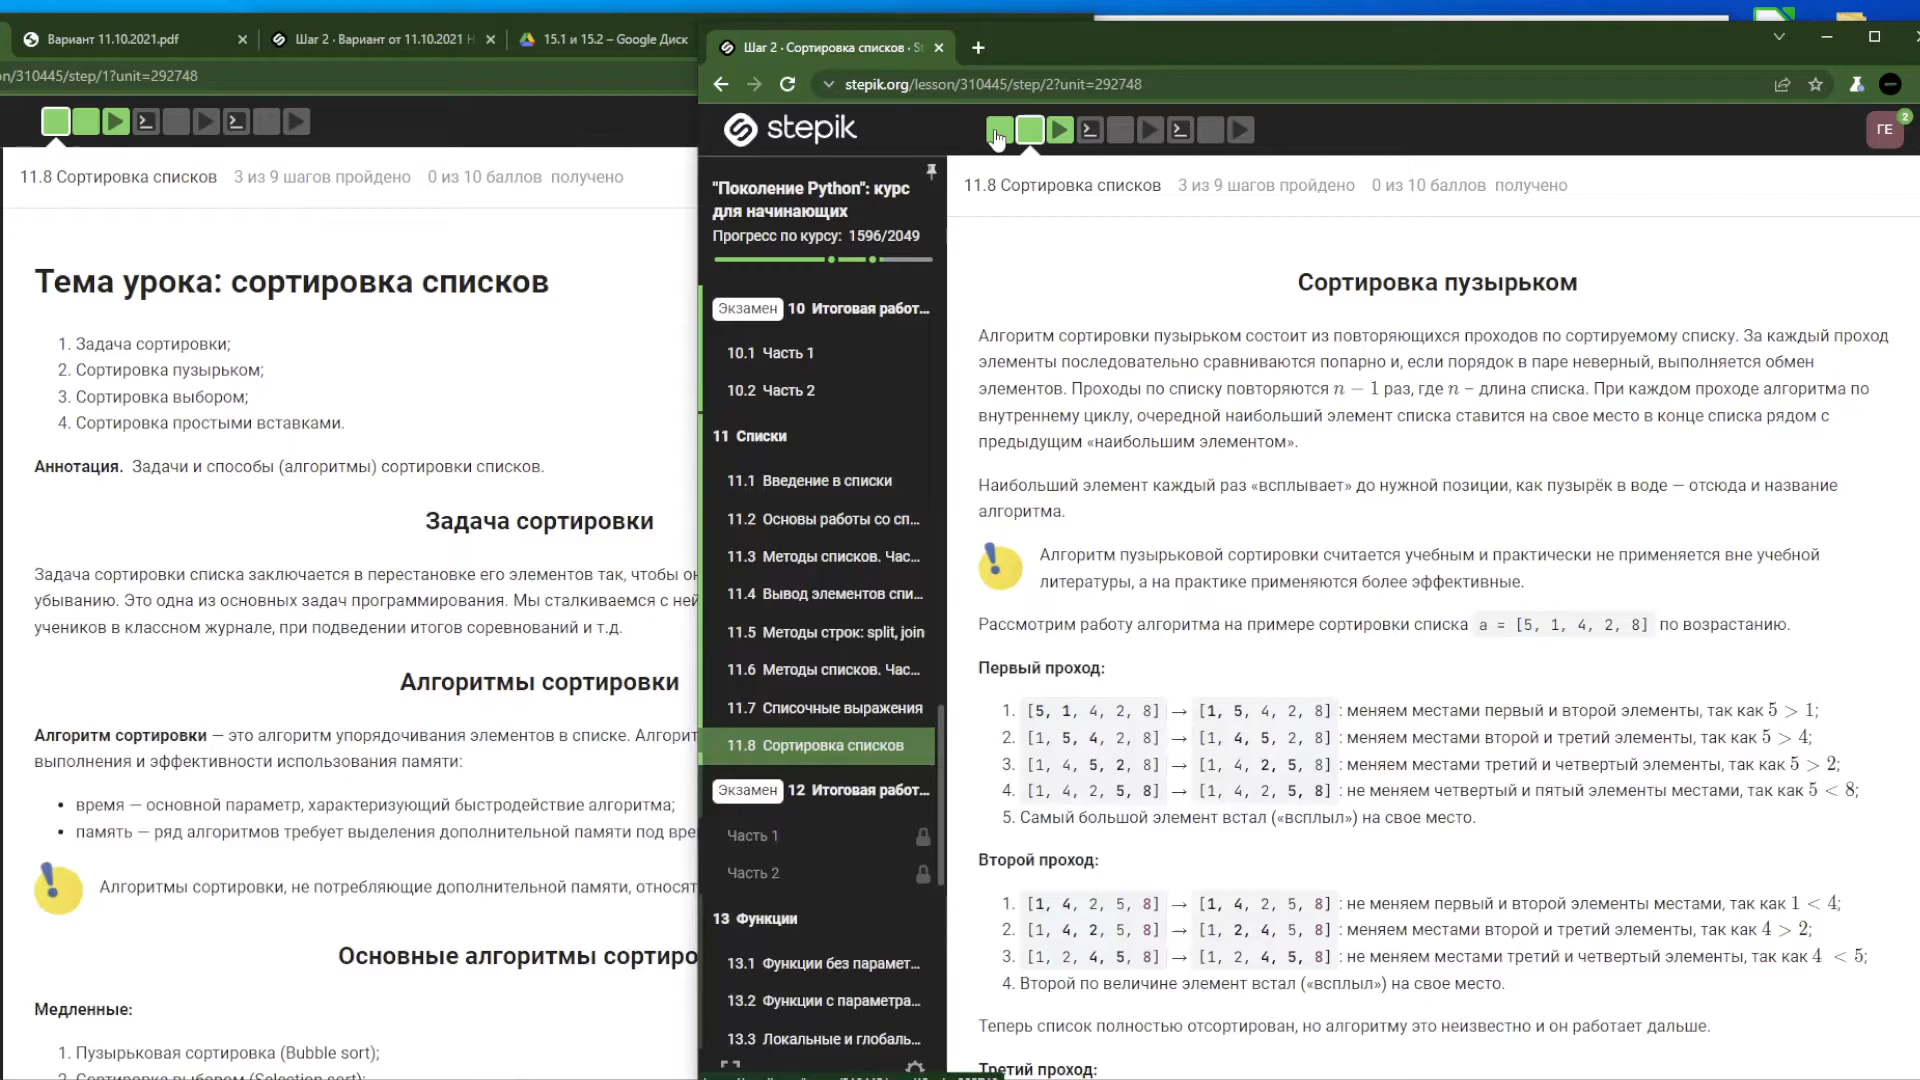 Вариант 11.10.2021.pdf
Шаг 2 · Вариант от 11.10.2021
15.1 и 15.2 – Google Диск
n/310445/step/1?unit=292748
11.8 Сортировка списков 3 из 9 шагов пройдено 0 из 10 баллов получено
Тема урока: сортировка списков
1. Задача сортировки;
2. Сортировка пузырьком;
3. Сортировка выбором;
4. Сортировка простыми вставками.
Аннотация. Задачи и способы (алгоритмы) сортировки списков.
Задача сортировки
Задача сортировки списка заключается в перестановке его элементов так, чтобы
убыванию. Это одна из основных задач программирования. Мы сталкиваемся с ней
учеников в классном журнале, при подведении итогов соревнований и т.д.
Алгоритмы сортировки
Алгоритм сортировки — это алгоритм упорядочивания элементов в списке.
выполнения и эффективности использования памяти:
• время — основной параметр, характеризующий быстродействие алгоритма;
• память — ряд алгоритмов требует выделения дополнительной памяти под
Алгоритмы сортировки, не потребляющие дополнительной памяти,
Основные алгоритмы сортиро
Медленные:
1. Пузырьковая сортировка (Bubble sort);
2. Сортировка выбором (Selection sort);
Шаг 2 · Сортировка списков
stepik.org/lesson/310445/step/2?unit=292748
stepik
ГЕ
2
"Поколение Python": курс
для начинающих
Прогресс по курсу: 1596/2049
Экзамен 10 Итоговая работ...
10.1 Часть 1
10.2 Часть 2
11 Списки
11.1 Введение в списки
11.2 Основы работы со сп...
11.3 Методы списков. Час...
11.4 Вывод элементов спи...
11.5 Методы строк: split, join
11.6 Методы списков. Час...
11.7 Списочные выражения
11.8 Сортировка списков
Экзамен 12 Итоговая работ...
Часть 1
Часть 2
13 Функции
13.1 Функции без парамет...
13.2 Функции с параметра...
13.3 Локальные и глобаль...
11.8 Сортировка списков 3 из 9 шагов пройдено 0 из 10 баллов получено
Сортировка пузырьком
Алгоритм сортировки пузырьком состоит из повторяющихся проходов по сортируемому списку. За каждый проход
элементы последовательно сравниваются попарно и, если порядок в паре неверный, выполняется обмен
элементов. Проходы по списку повторяются n − 1 раз, где n – длина списка. При каждом проходе алгоритма по
внутреннему циклу, очередной наибольший элемент списка ставится на свое место в конце списка рядом с
предыдущим «наибольшим элементом».
Наибольший элемент каждый раз «всплывает» до нужной позиции, как пузырёк в воде — отсюда и название
алгоритма.
Алгоритм пузырьковой сортировки считается учебным и практически не применяется вне учебной
литературы, а на практике применяются более эффективные.
Рассмотрим работу алгоритма на примере сортировки списка a = [5, 1, 4, 2, 8] по возрастанию.
Первый проход:
1. [5, 1, 4, 2, 8] → [1, 5, 4, 2, 8] : меняем местами первый и второй элементы, так как 5 > 1;
2. [1, 5, 4, 2, 8] → [1, 4, 5, 2, 8] : меняем местами второй и третий элементы, так как 5 > 4;
3. [1, 4, 5, 2, 8] → [1, 4, 2, 5, 8] : меняем местами третий и четвертый элементы, так как 5 > 2;
4. [1, 4, 2, 5, 8] → [1, 4, 2, 5, 8] : не меняем четвертый и пятый элементы местами, так как 5 < 8;
5. Самый большой элемент встал («всплыл») на свое место.
Второй проход:
1. [1, 4, 2, 5, 8] → [1, 4, 2, 5, 8] : не меняем первый и второй элементы местами, так как 1 < 4;
2. [1, 4, 2, 5, 8] → [1, 2, 4, 5, 8] : меняем местами второй и третий элементы, так как 4 > 2;
3. [1, 2, 4, 5, 8] → [1, 2, 4, 5, 8] : не меняем местами третий и четвертый элементы, так как 4 < 5;
4. Второй по величине элемент встал («всплыл») на свое место.
Теперь список полностью отсортирован, но алгоритму это неизвестно и он работает дальше.
Третий проход: